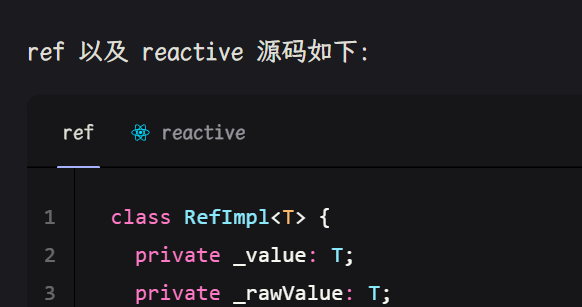 ref 以及 reactive 源码如下:
ref reactive
1 class RefImpl<T> {
2 private _value: T;
3 private _rawValue: T;